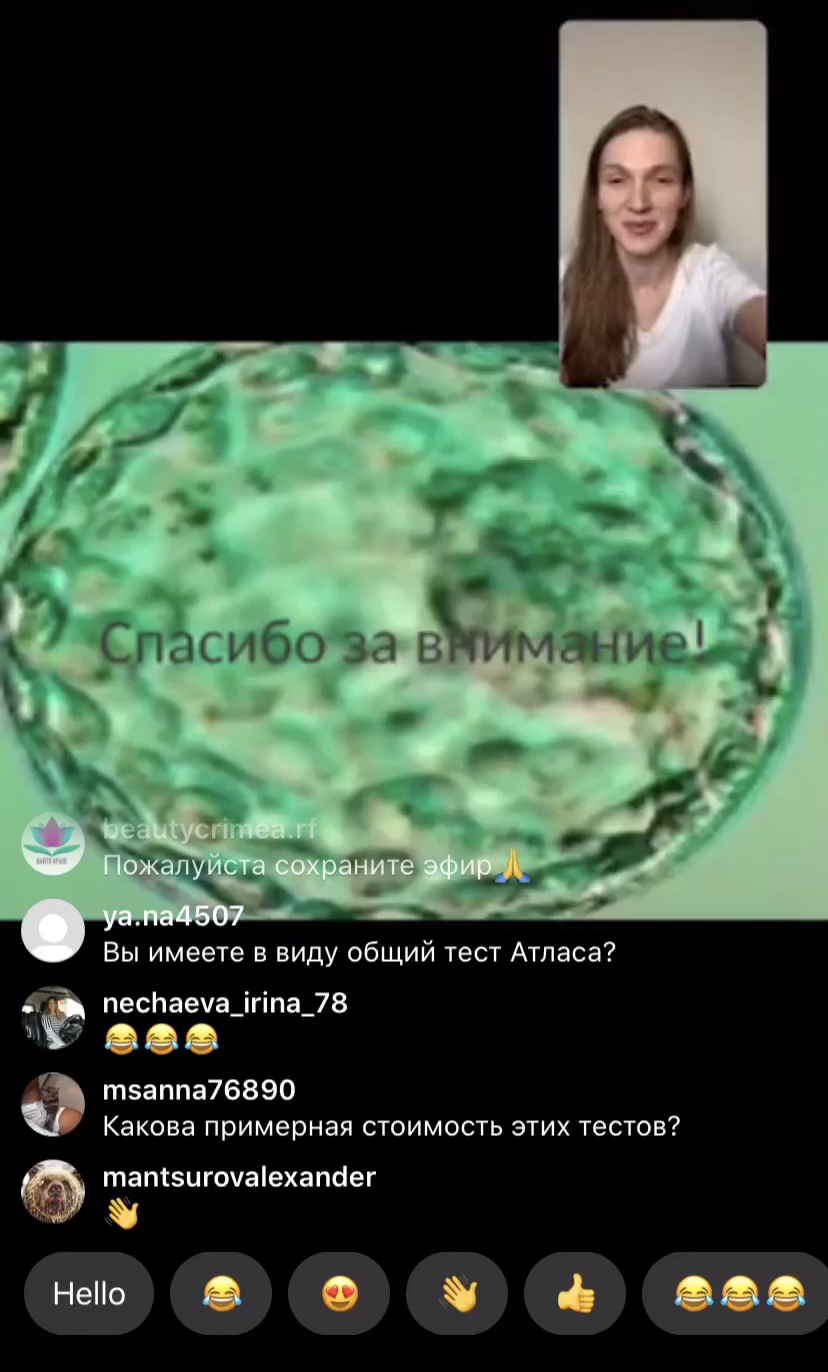 Спасибо за внимание!
beautycrimea.rf
Пожалуйста сохраните эфир🙏
ya.na4507
Вы имеете в виду общий тест Атласа?
nechaeva_irina_78
😂😂😂
msanna76890
Какова примерная стоимость этих тестов?
mantsurovalexander
👋
Hello 😂 😍 👋 👍 😂😂😂